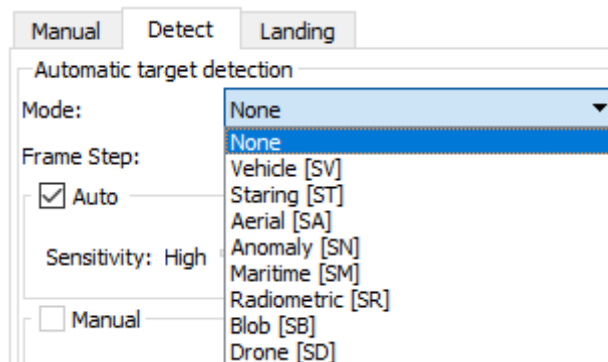 Manual Detect Landing
Automatic target detection
Mode: None
None
Frame Step:
Vehicle [SV]
Auto
Staring [ST]
Aerial [SA]
Sensitivity: High
Anomaly [SN]
Maritime [SM]
Radiometric [SR]
Manual
Blob [SB]
Drone [SD]